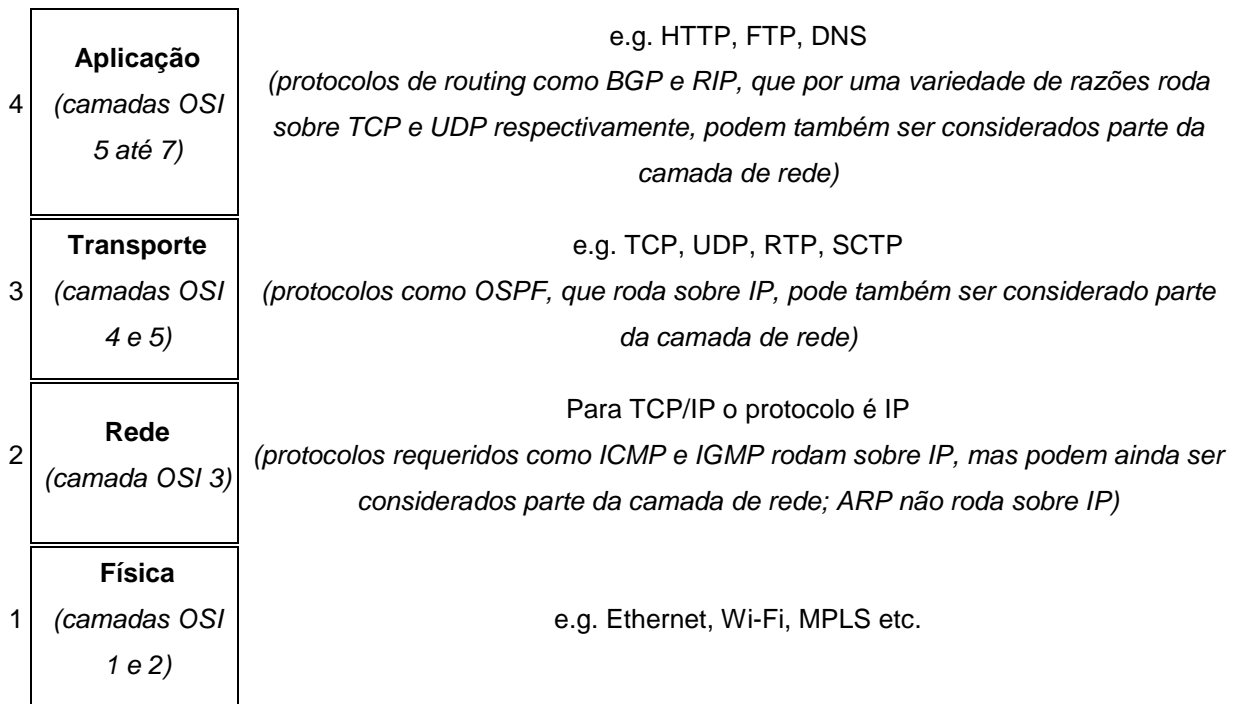 4
Aplicação
(camadas OSI
5 até 7)
e.g. HTTP, FTP, DNS
(protocolos de routing como BGP e RIP, que por uma variedade de razões roda
sobre TCP e UDP respectivamente, podem também ser considerados parte da
camada de rede)
3
Transporte
(camadas OSI
4 e 5)
e.g. TCP, UDP, RTP, SCTP
(protocolos como OSPF, que roda sobre IP, pode também ser considerado parte
da camada de rede)
2
Rede
(camada OSI 3)
Para TCP/IP o protocolo é IP
(protocolos requeridos como ICMP e IGMP rodam sobre IP, mas podem ainda ser
considerados parte da camada de rede; ARP não roda sobre IP)
1
Física
(camadas OSI
1 e 2)
e.g. Ethernet, Wi-Fi, MPLS etc.